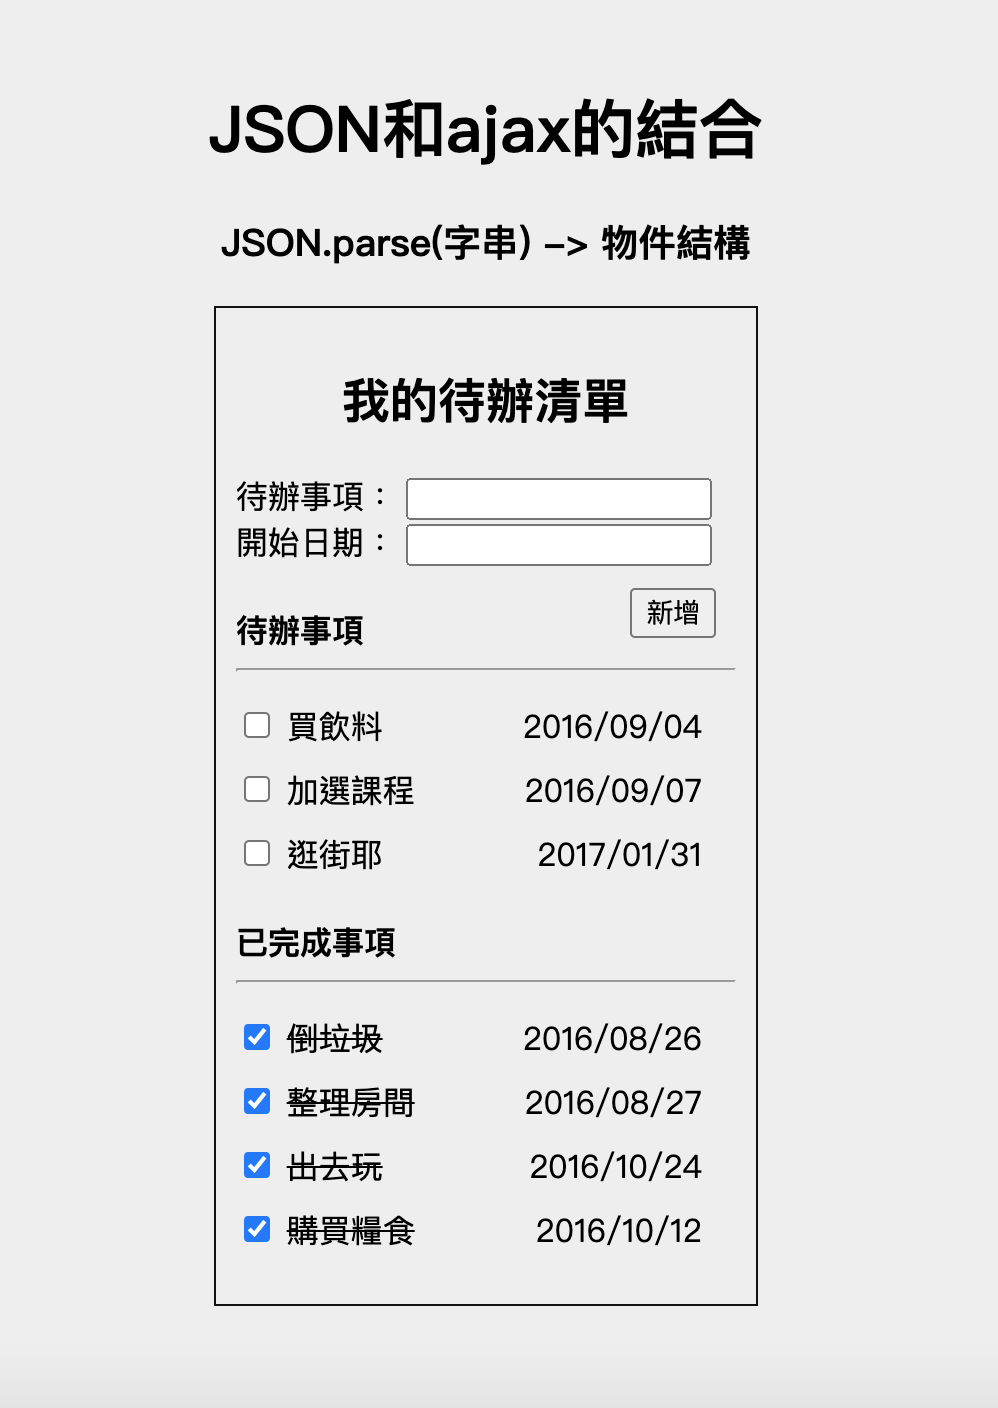 JSON和ajax的結合
JSON.parse(字串) –> 物件結構
我的待辦清單
待辦事項：
開始日期：
新增
待辦事項
買飲料 2016/09/04
加選課程 2016/09/07
逛街耶 2017/01/31
已完成事項
倒垃圾 2016/08/26
整理房間 2016/08/27
出去玩 2016/10/24
購買糧食 2016/10/12